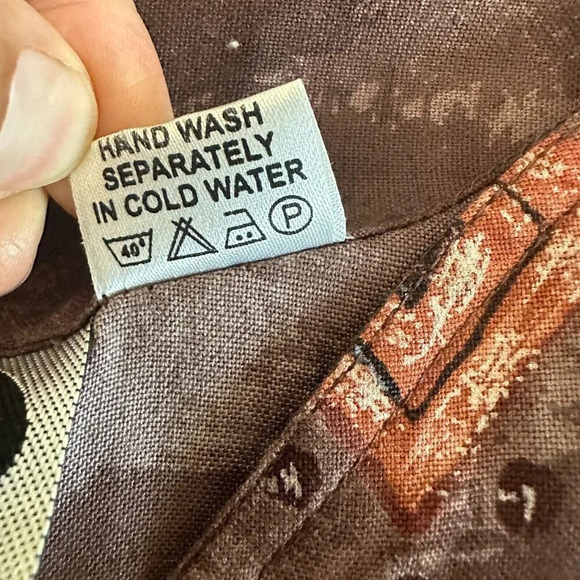 HAND WASH
SEPARATELY
IN COLD WATER
40° P